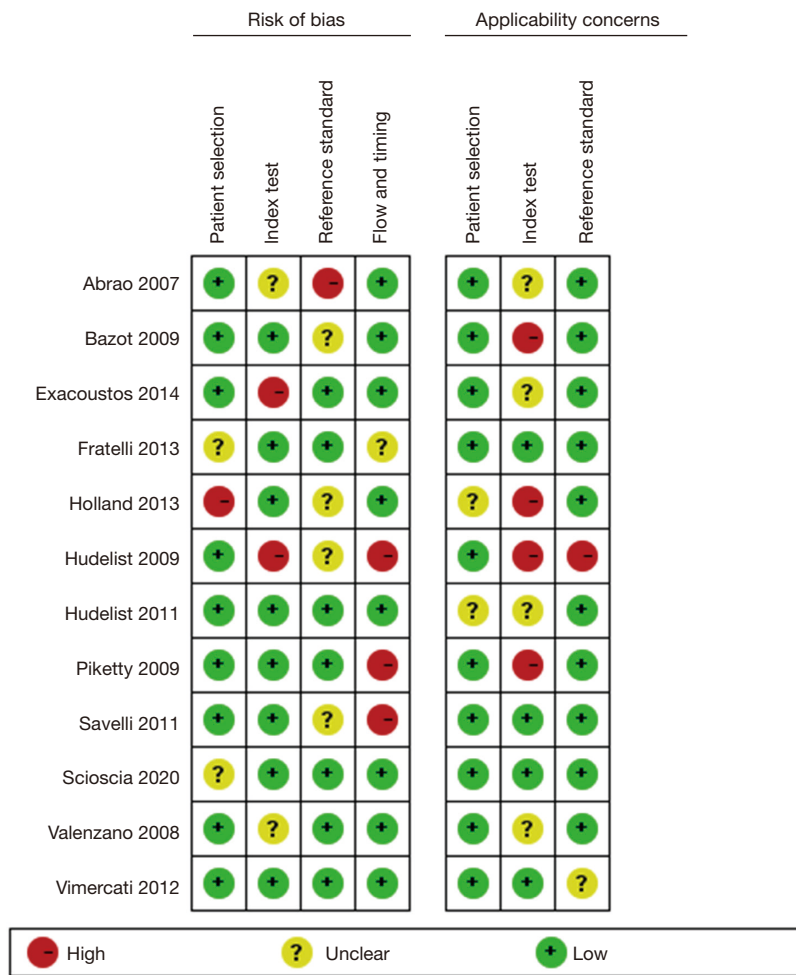 Risk of bias
Applicability concerns
Patient selection
Index test
Reference standard
Flow and timing
Patient selection
Index test
Reference standard
Abrao 2007 + ? - + + ? +
Bazot 2009 + + ? + + - +
Exacoustos 2014 + - + + + ? +
Fratelli 2013 ? + + ? + + +
Holland 2013 - + ? + ? - +
Hudelist 2009 + - ? - + - -
Hudelist 2011 + + + + ? ? +
Piketty 2009 + + + - + - +
Savelli 2011 + + ? - + + +
Scioscia 2020 ? + + + + + +
Valenzano 2008 + ? + + + ? +
Vimercati 2012 + + + + + + ?
- High ? Unclear + Low